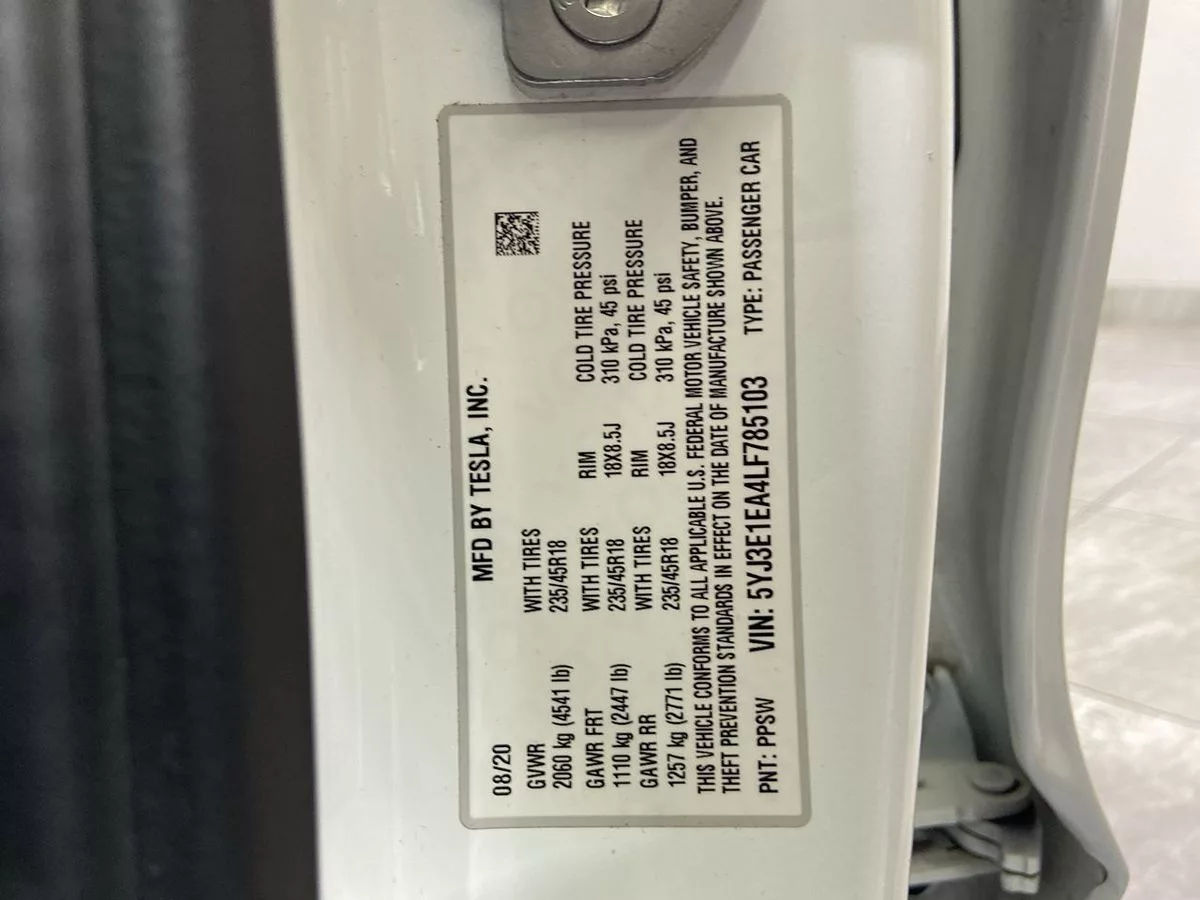 MFD BY TESLA, INC.
08/20
GVWR WITH TIRES
2060 kg (4541 lb) 235/45R18
GAWR FRT WITH TIRES RIM COLD TIRE PRESSURE
1110 kg (2447 lb) 235/45R18 18X8.5J 310 kPa, 45 psi
GAWR RR WITH TIRES RIM COLD TIRE PRESSURE
1257 kg (2771 lb) 235/45R18 18X8.5J 310 kPa, 45 psi
THIS VEHICLE CONFORMS TO ALL APPLICABLE U.S. FEDERAL MOTOR VEHICLE SAFETY, BUMPER, AND
THEFT PREVENTION STANDARDS IN EFFECT ON THE DATE OF MANUFACTURE SHOWN ABOVE.
PNT: PPSW VIN: 5YJ3E1EA4LF785103 TYPE: PASSENGER CAR